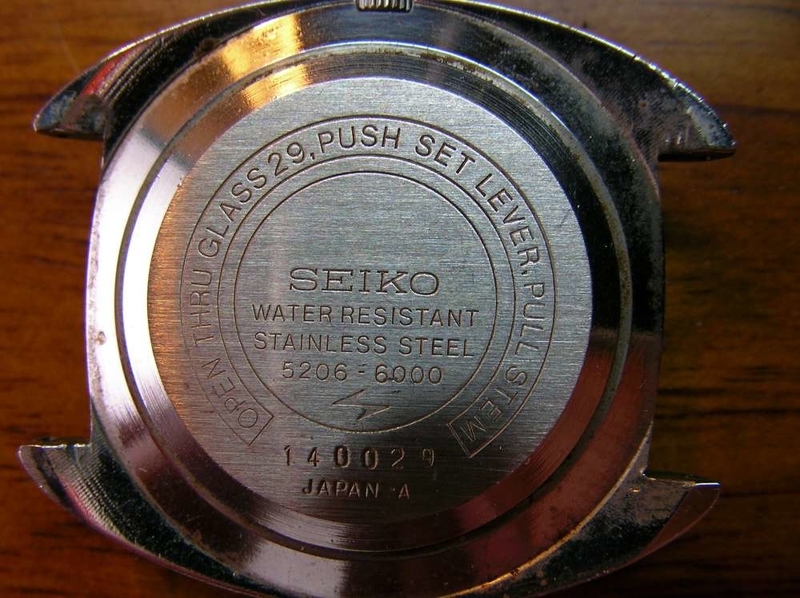 OPEN THRU GLASS 29, PUSH SET LEVER. PULL STEM
SEIKO
WATER RESISTANT
STAINLESS STEEL
5206-6000
140029
JAPAN A